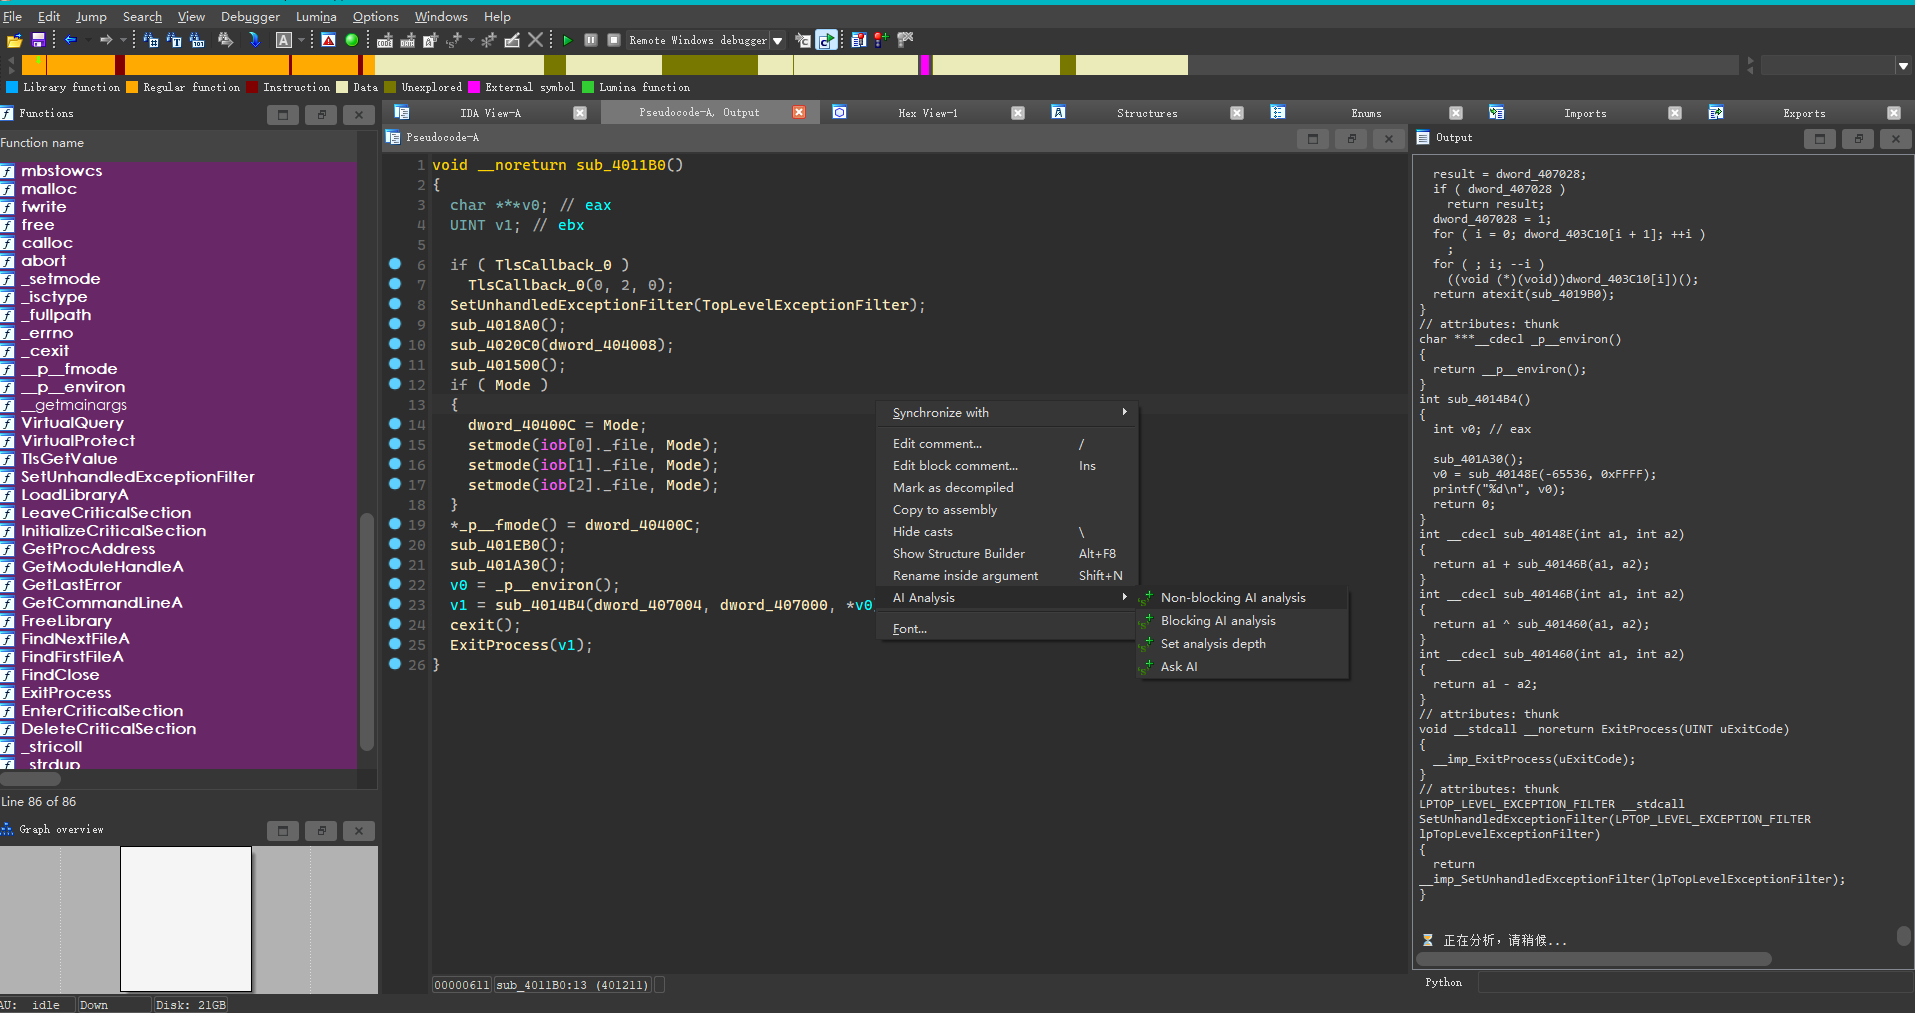 File Edit Jump Search View Debugger Lumina Options Windows Help
Remote Windows debugger
Library function Regular function Instruction Data Unexplored External symbol Lumina function
Functions
Function name
mbstowcs
malloc
fwrite
free
calloc
abort
_setmode
_isctype
_fullpath
_errno
_cexit
__p__fmode
__p__environ
__getmainargs
VirtualQuery
VirtualProtect
TlsGetValue
SetUnhandledExceptionFilter
LoadLibraryA
LeaveCriticalSection
InitializeCriticalSection
GetProcAddress
GetModuleHandleA
GetLastError
GetCommandLineA
FreeLibrary
FindNextFileA
FindFirstFileA
FindClose
ExitProcess
EnterCriticalSection
DeleteCriticalSection
_stricoll
_strdup
Line 86 of 86
Graph overview
AU: idle Down Disk: 21GB
IDA View-A Pseudocode-A, Output Hex View-1 Structures Enums Imports Exports
Pseudocode-A
1 void __noreturn sub_4011B0()
2 {
3 char ***v0; // eax
4 UINT v1; // ebx
5
6 if ( TlsCallback_0 )
7 TlsCallback_0(0, 2, 0);
8 SetUnhandledExceptionFilter(TopLevelExceptionFilter);
9 sub_4018A0();
10 sub_4020C0(dword_404008);
11 sub_401500();
12 if ( Mode )
13 {
14 dword_40400C = Mode;
15 setmode(iob[0]._file, Mode);
16 setmode(iob[1]._file, Mode);
17 setmode(iob[2]._file, Mode);
18 }
19 *_p__fmode() = dword_40400C;
20 sub_401EB0();
21 sub_401A30();
22 v0 = _p__environ();
23 v1 = sub_4014B4(dword_407004, dword_407000, *v0
24 cexit();
25 ExitProcess(v1);
26 }
00000611 sub_4011B0:13 (401211)
Synchronize with
Edit comment... /
Edit block comment... Ins
Mark as decompiled
Copy to assembly
Hide casts \
Show Structure Builder Alt+F8
Rename inside argument Shift+N
AI Analysis
Font...
Non-blocking AI analysis
Blocking AI analysis
Set analysis depth
Ask AI
Output
result = dword_407028;
if ( dword_407028 )
return result;
dword_407028 = 1;
for ( i = 0; dword_403C10[i + 1]; ++i )
;
for ( ; i; --i )
((void (*)(void))dword_403C10[i])();
return atexit(sub_4019B0);
}
// attributes: thunk
char ***__cdecl _p__environ()
{
return __p__environ();
}
int sub_4014B4()
{
int v0; // eax
sub_401A30();
v0 = sub_40148E(-65536, 0xFFFF);
printf("%d\n", v0);
return 0;
}
int __cdecl sub_40148E(int a1, int a2)
{
return a1 + sub_40146B(a1, a2);
}
int __cdecl sub_40146B(int a1, int a2)
{
return a1 ^ sub_401460(a1, a2);
}
int __cdecl sub_401460(int a1, int a2)
{
return a1 - a2;
}
// attributes: thunk
void __stdcall __noreturn ExitProcess(UINT uExitCode)
{
__imp_ExitProcess(uExitCode);
}
// attributes: thunk
LPTOP_LEVEL_EXCEPTION_FILTER __stdcall
SetUnhandledExceptionFilter(LPTOP_LEVEL_EXCEPTION_FILTER
lpTopLevelExceptionFilter)
{
return
__imp_SetUnhandledExceptionFilter(lpTopLevelExceptionFilter);
}
正在分析，请稍候...
Python